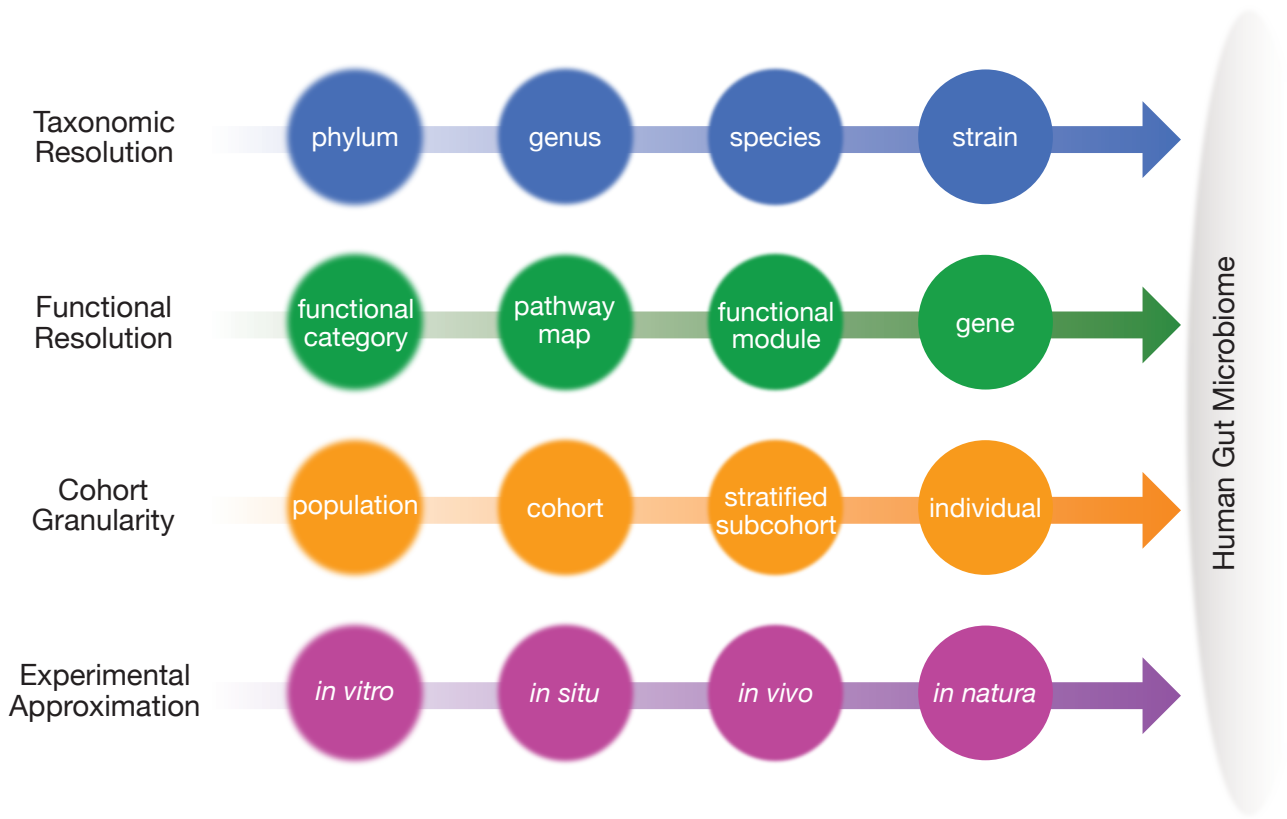 Taxonomic
Resolution
phylum
genus
species
strain
Functional
Resolution
functional
category
pathway
map
functional
module
gene
Cohort
Granularity
population
cohort
stratified
subcohort
individual
Experimental
Approximation
in vitro
in situ
in vivo
in natura
Human Gut Microbiome